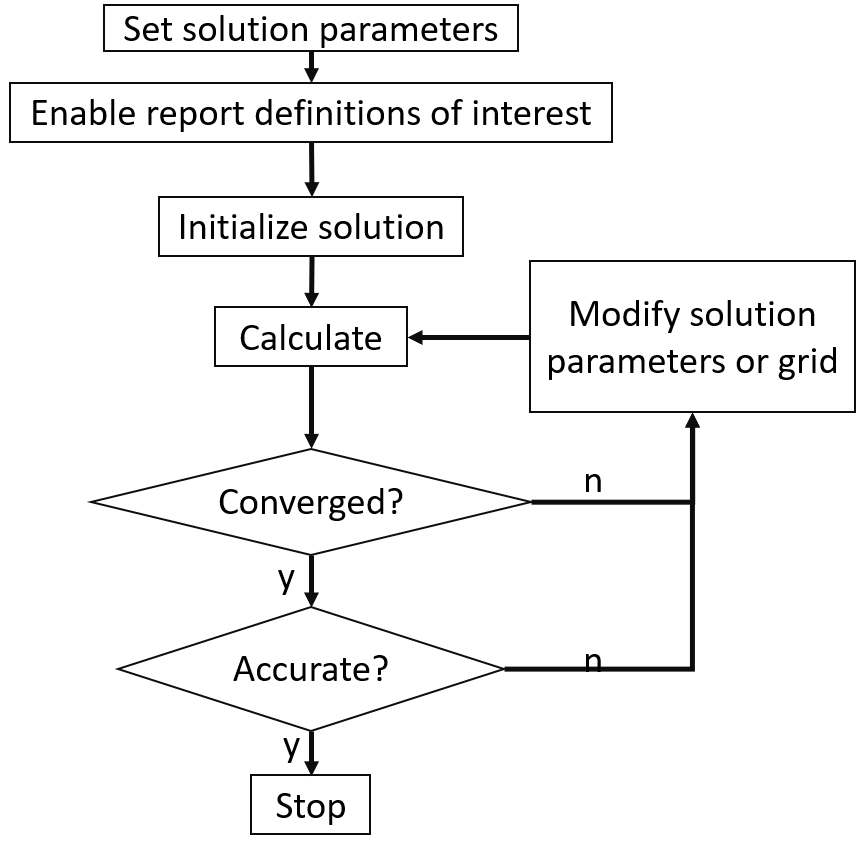 Set solution parameters
Enable report definitions of interest
Initialize solution
Calculate
Modify solution
parameters or grid
Converged?
n
y
Accurate?
n
y
Stop